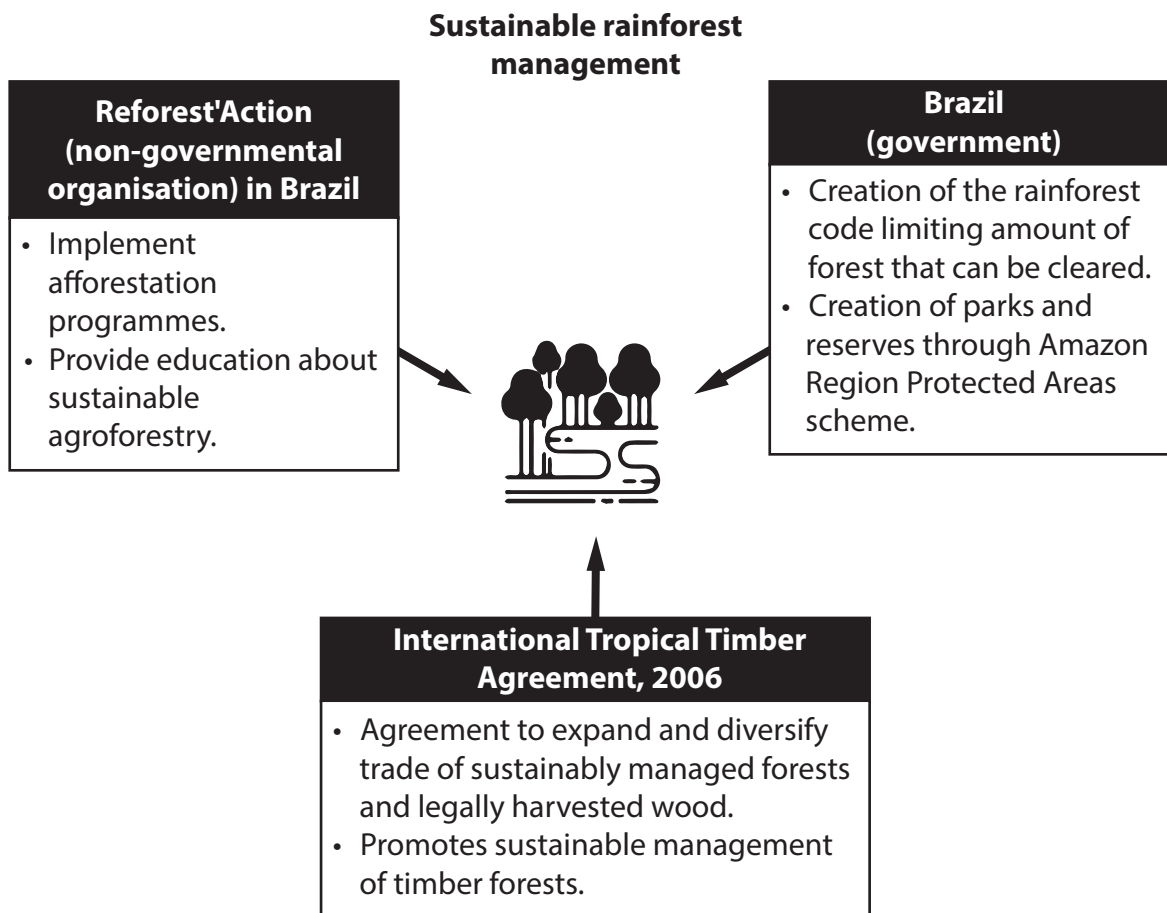 Sustainable rainforest
management
Reforest'Action
(non-governmental
organisation) in Brazil
• Implement
afforestation
programmes.
• Provide education about
sustainable
agroforestry.
Brazil
(government)
• Creation of the rainforest
code limiting amount of
forest that can be cleared.
• Creation of parks and
reserves through Amazon
Region Protected Areas
scheme.
International Tropical Timber
Agreement, 2006
• Agreement to expand and diversify
trade of sustainably managed forests
and legally harvested wood.
• Promotes sustainable management
of timber forests.